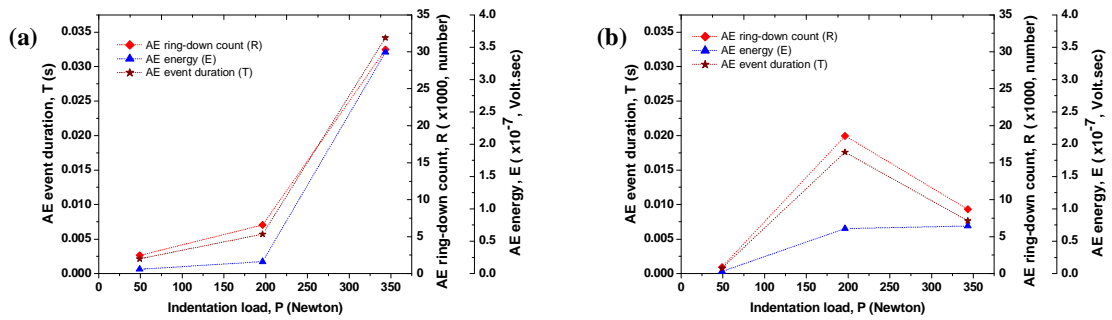 (a)
AE ring-down count (R)
AE energy (E)
AE event duration (T)
AE event duration, T (s)
0.035
0.030
0.025
0.020
0.015
0.010
0.005
0.000
0 50 100 150 200 250 300 350
Indentation load, P (Newton)
35
30
25
20
15
10
5
0
AE ring-down count, R ( x1000, number)
4.0
3.5
3.0
2.5
2.0
1.5
1.0
0.5
0.0
AE energy, E ( x10^-7, Volt.sec)
(b)
AE ring-down count (R)
AE energy (E)
AE event duration (T)
AE event duration, T (s)
0.035
0.030
0.025
0.020
0.015
0.010
0.005
0.000
0 50 100 150 200 250 300 350
Indentation load, P (Newton)
35
30
25
20
15
10
5
0
AE ring-down count, R ( x1000, number)
4.0
3.5
3.0
2.5
2.0
1.5
1.0
0.5
0.0
AE energy, E ( x10^-7, Volt.sec)